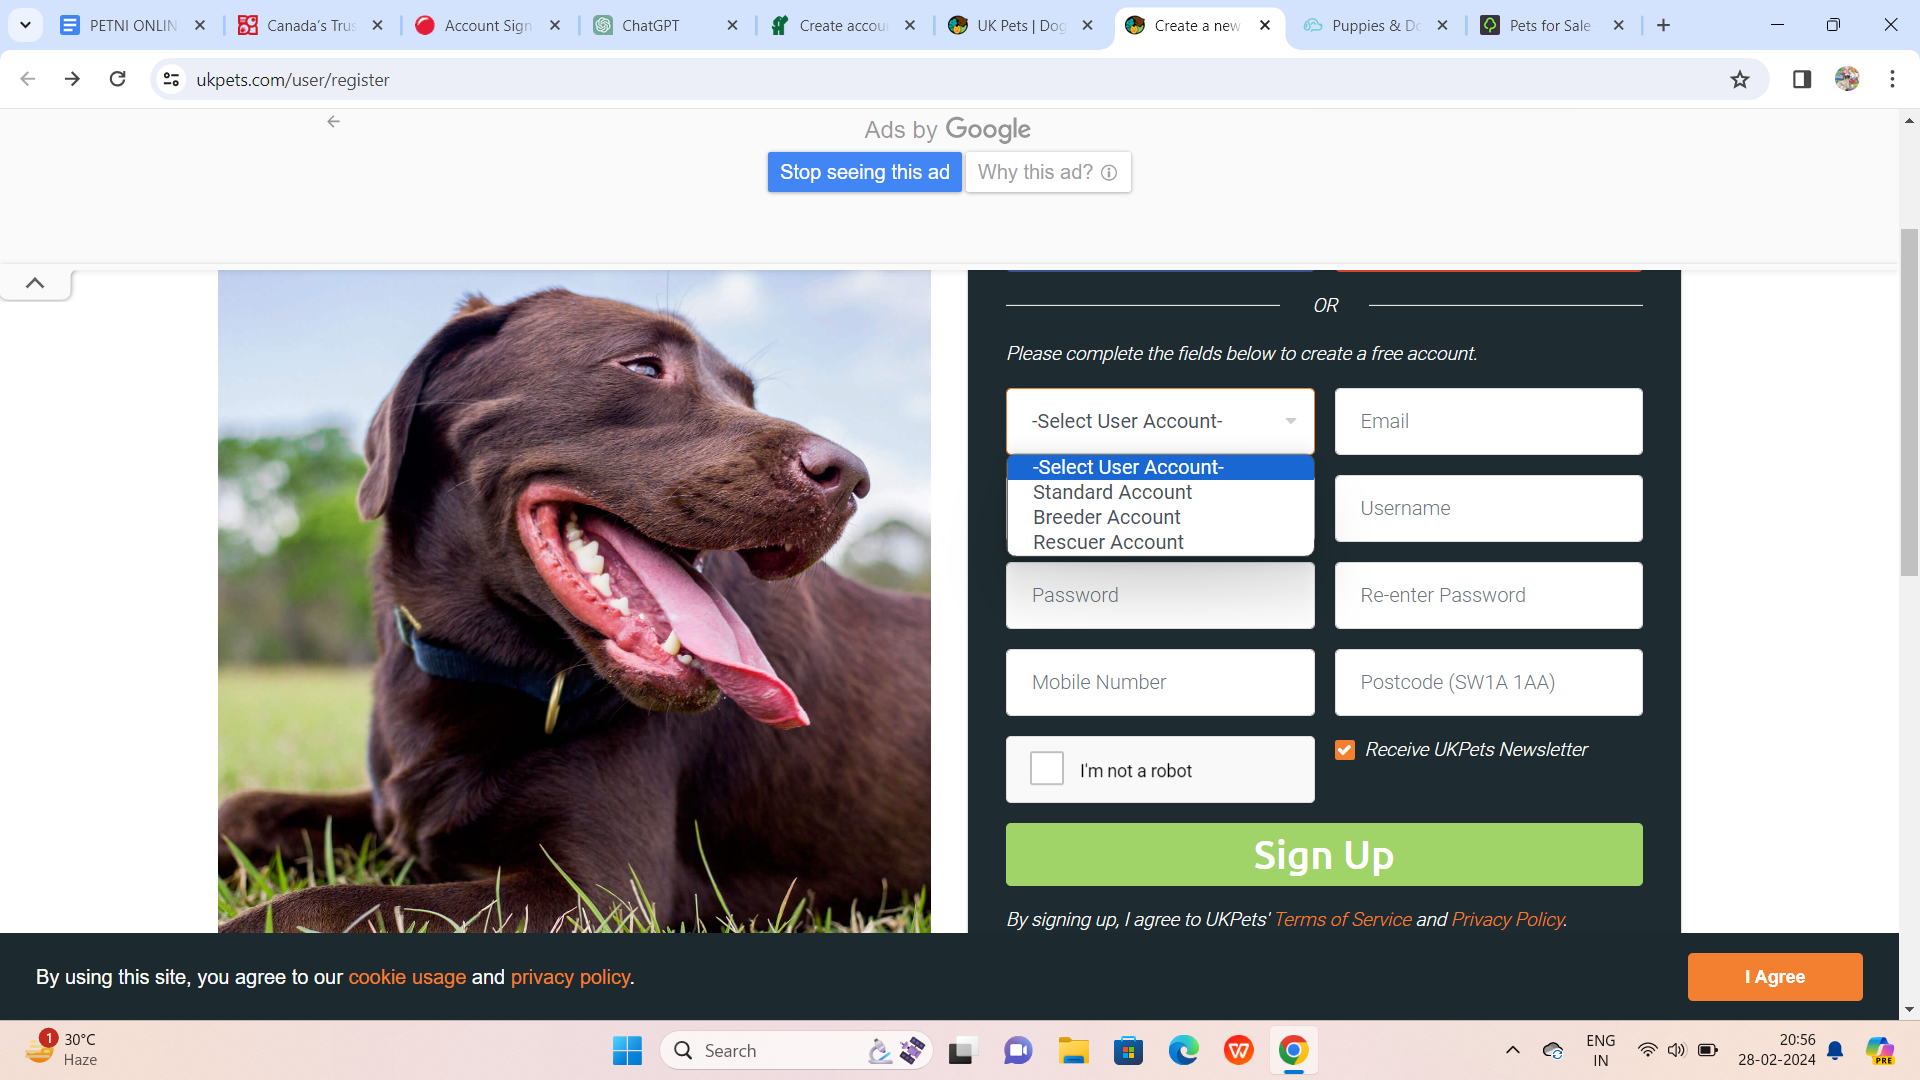 PETNI ONLIN
Canada's Trus
Account Sign
ChatGPT
Create accou
UK Pets | Dog
Create a new
Puppies & Do
Pets for Sale
ukpets.com/user/register
Ads by Google
Stop seeing this ad
Why this ad?
OR
Please complete the fields below to create a free account.
-Select User Account-
Email
-Select User Account-
Standard Account
Breeder Account
Rescuer Account
Username
Password
Re-enter Password
Mobile Number
Postcode (SW1A 1AA)
I'm not a robot
Receive UKPets Newsletter
Sign Up
By signing up, I agree to UKPets' Terms of Service and Privacy Policy.
By using this site, you agree to our cookie usage and privacy policy.
I Agree
1
30°C
Haze
Search
ENG
IN
20:56
28-02-2024
PRE